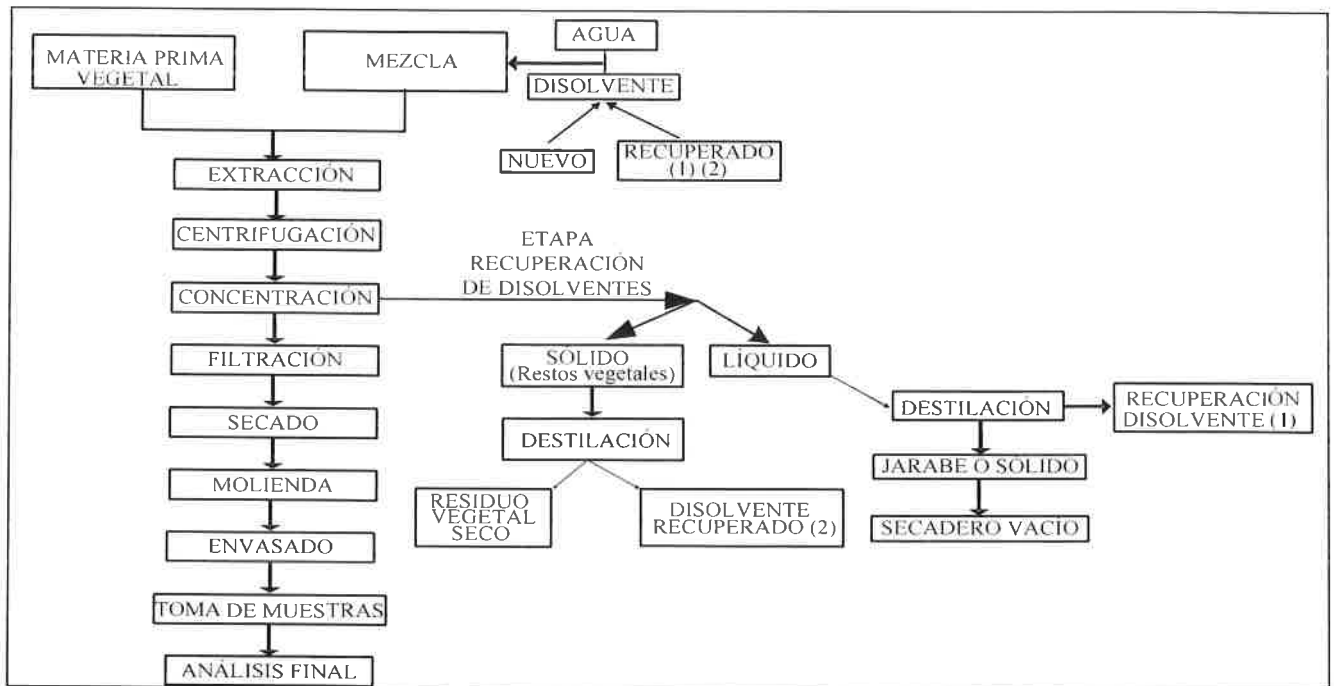 MATERIA PRIMA
VEGETAL
MEZCLA
AGUA
DISOLVENTE
NUEVO
RECUPERADO
(1) (2)
EXTRACCIÓN
CENTRIFUGACIÓN
CONCENTRACIÓN
ETAPA
RECUPERACIÓN
DE DISOLVENTES
FILTRACIÓN
SECADO
MOLIENDA
ENVASADO
TOMA DE MUESTRAS
ANÁLISIS FINAL
SÓLIDO
(Restos vegetales)
LÍQUIDO
DESTILACIÓN
RESIDUO
VEGETAL
SECO
DISOLVENTE
RECUPERADO (2)
DESTILACIÓN
RECUPERACIÓN
DISOLVENTE (1)
JARABE O SÓLIDO
SECADERO VACÍO